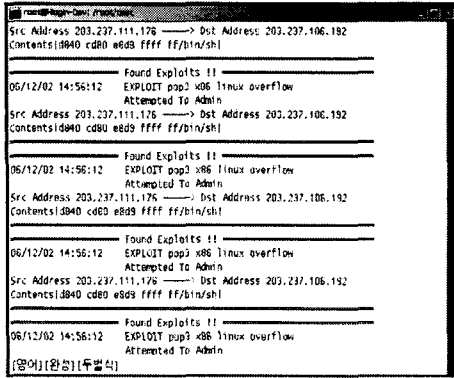 Src Address 203.237.111.176 ———> Dst Address 203.237.106.192
Contents|d840 cd80 e8d9 ffff ff/bin/sh|
Found Exploits !!
06/12/02 14:56:12 EXPLOIT pop3 x86 linux overflow
Attempted To Admin
Src Address 203.237.111.176 ———> Dst Address 203.237.106.192
Contents|d840 cd80 e8d9 ffff ff/bin/sh|
Found Exploits !!
06/12/02 14:56:12 EXPLOIT pop3 x86 linux overflow
Attempted To Admin
Src Address 203.237.111.176 ———> Dst Address 203.237.106.192
Contents|d840 cd80 e8d9 ffff ff/bin/sh|
Found Exploits !!
06/12/02 14:56:12 EXPLOIT pop3 x86 linux overflow
Attempted To Admin
Src Address 203.237.111.176 ———> Dst Address 203.237.106.192
Contents|d840 cd80 e8d9 ffff ff/bin/sh|
Found Exploits !!
06/12/02 14:56:12 EXPLOIT pop3 x86 linux overflow
Attempted To Admin
[영어][완성][두벌식]